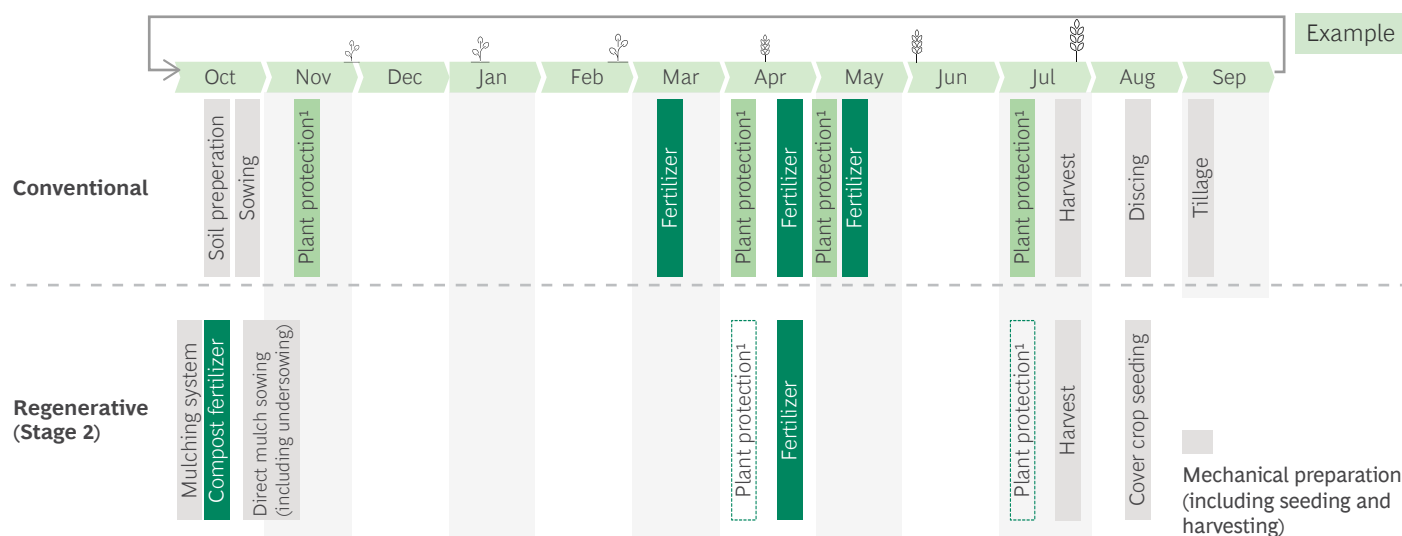 Example
Oct Nov Dec Jan Feb Mar Apr May Jun Jul Aug Sep
Conventional
Soil preperation
Sowing
Plant protection¹
Fertilizer
Plant protection¹
Fertilizer
Plant protection¹
Fertilizer
Plant protection¹
Harvest
Discing
Tillage
Regenerative
(Stage 2)
Mulching system
Compost fertilizer
Direct mulch sowing
(including undersowing)
Plant protection¹
Fertilizer
Plant protection¹
Harvest
Cover crop seeding
Mechanical preparation
(including seeding and
harvesting)